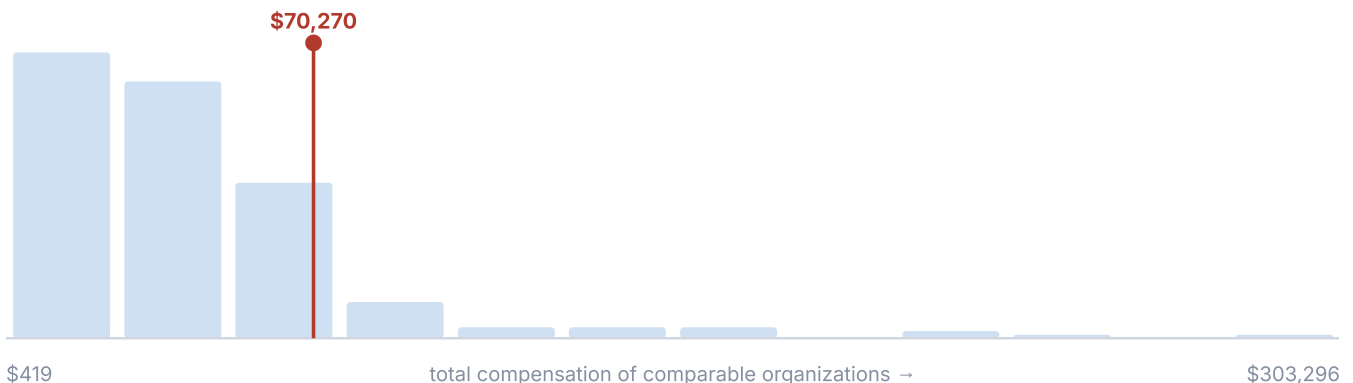 $70,270
$419 total compensation of comparable organizations → $303,296